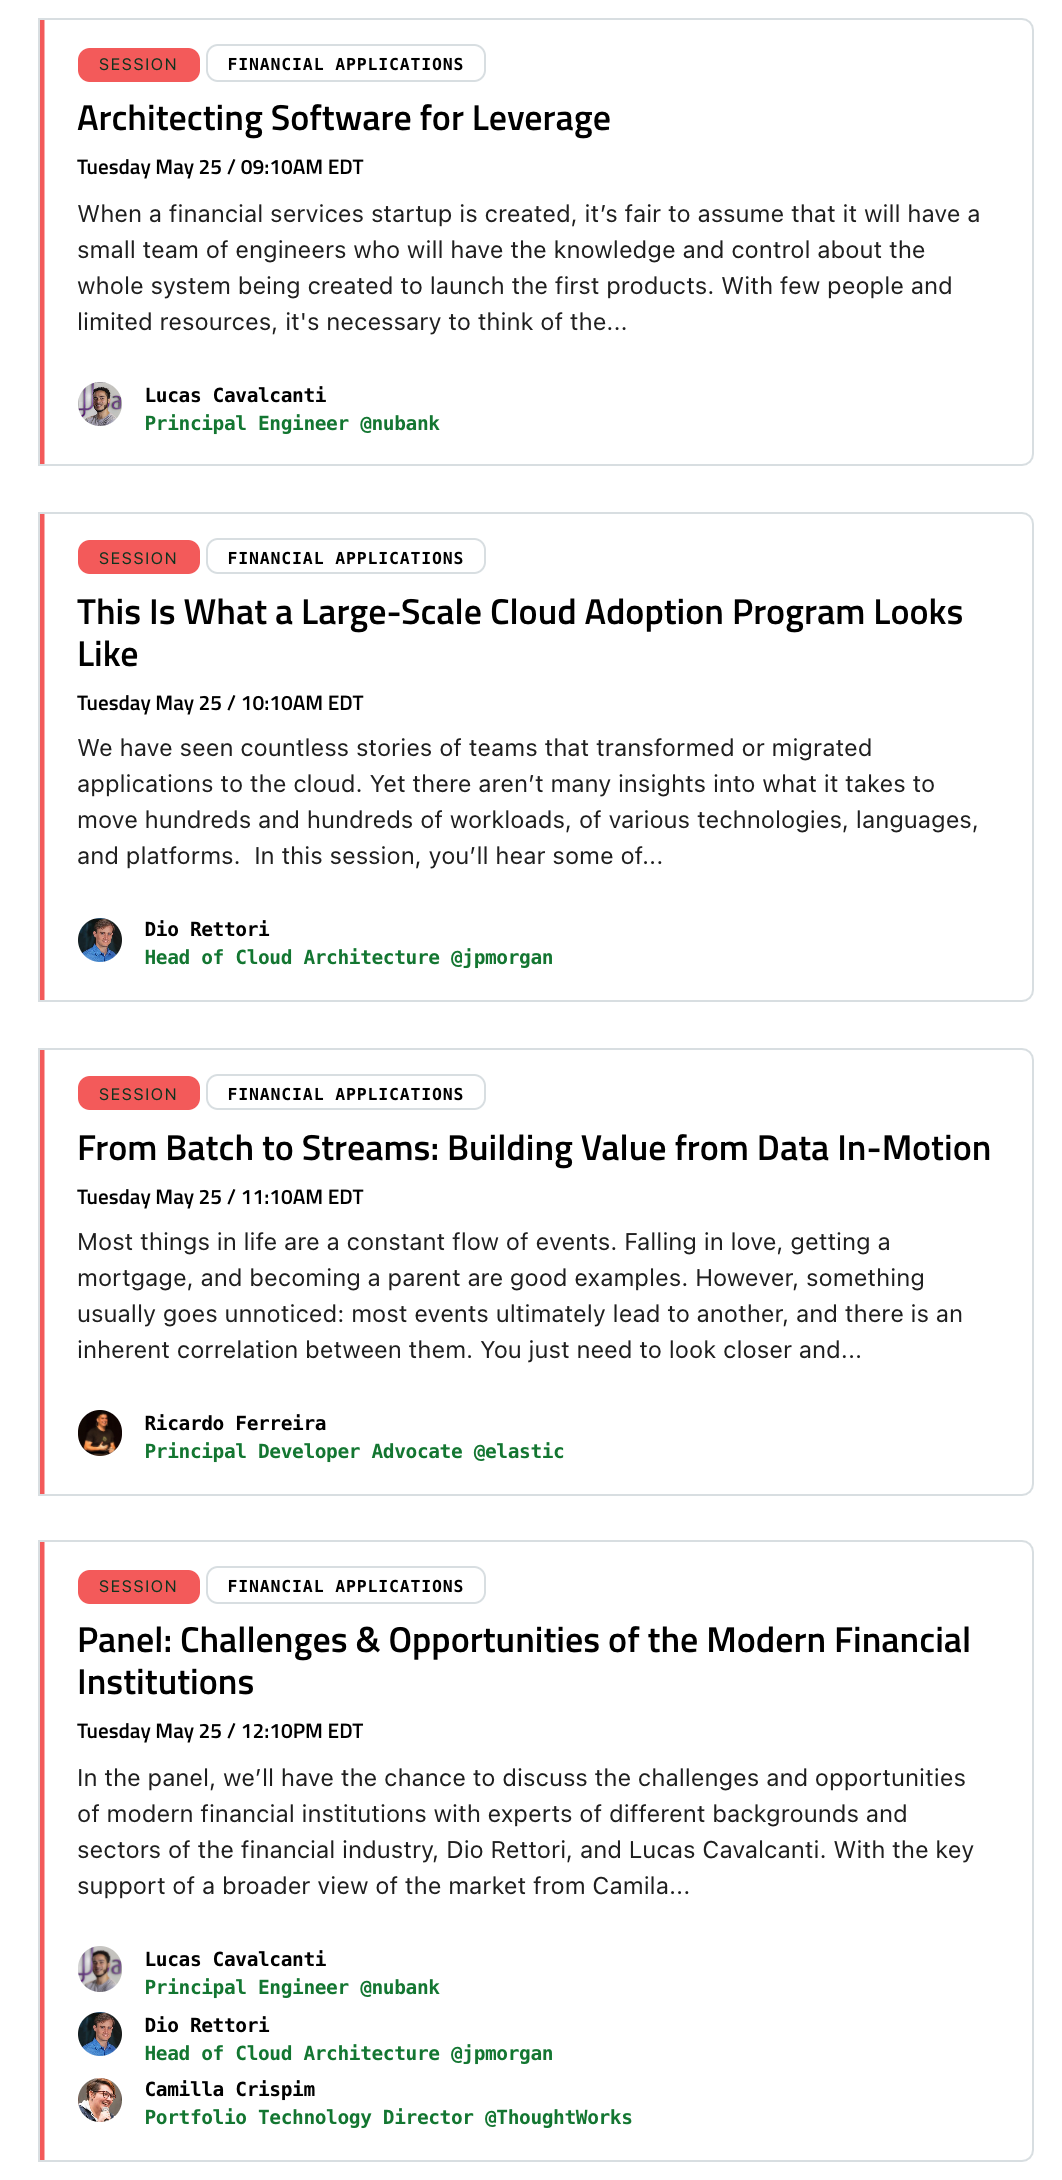 SESSION FINANCIAL APPLICATIONS
Architecting Software for Leverage
Tuesday May 25 / 09:10AM EDT
When a financial services startup is created, it’s fair to assume that it will have a
small team of engineers who will have the knowledge and control about the
whole system being created to launch the first products. With few people and
limited resources, it's necessary to think of the...
Lucas Cavalcanti
Principal Engineer @nubank
SESSION FINANCIAL APPLICATIONS
This Is What a Large-Scale Cloud Adoption Program Looks
Like
Tuesday May 25 / 10:10AM EDT
We have seen countless stories of teams that transformed or migrated
applications to the cloud. Yet there aren’t many insights into what it takes to
move hundreds and hundreds of workloads, of various technologies, languages,
and platforms.  In this session, you’ll hear some of...
Dio Rettori
Head of Cloud Architecture @jpmorgan
SESSION FINANCIAL APPLICATIONS
From Batch to Streams: Building Value from Data In-Motion
Tuesday May 25 / 11:10AM EDT
Most things in life are a constant flow of events. Falling in love, getting a
mortgage, and becoming a parent are good examples. However, something
usually goes unnoticed: most events ultimately lead to another, and there is an
inherent correlation between them. You just need to look closer and...
Ricardo Ferreira
Principal Developer Advocate @elastic
SESSION FINANCIAL APPLICATIONS
Panel: Challenges & Opportunities of the Modern Financial
Institutions
Tuesday May 25 / 12:10PM EDT
In the panel, we’ll have the chance to discuss the challenges and opportunities
of modern financial institutions with experts of different backgrounds and
sectors of the financial industry, Dio Rettori, and Lucas Cavalcanti. With the key
support of a broader view of the market from Camila...
Lucas Cavalcanti
Principal Engineer @nubank
Dio Rettori
Head of Cloud Architecture @jpmorgan
Camilla Crispim
Portfolio Technology Director @ThoughtWorks